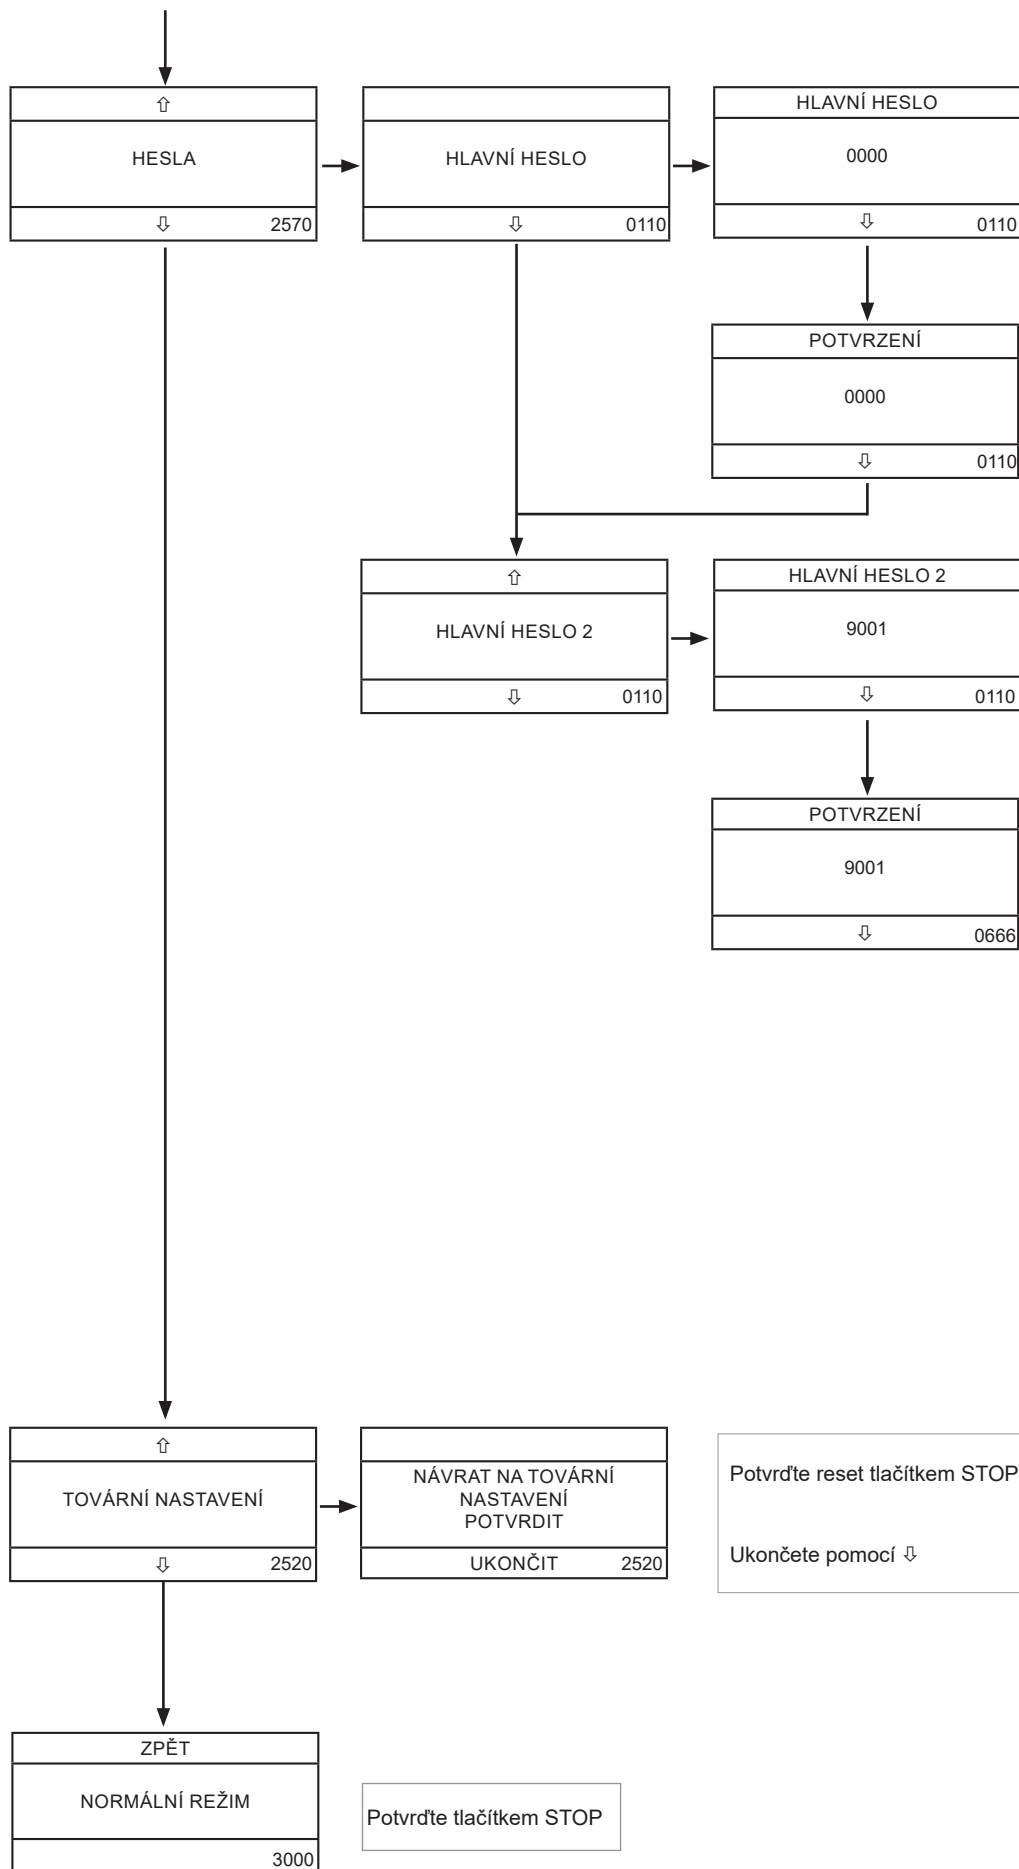 ⇧
HESLA
⇩ 2570
HLAVNÍ HESLO
⇩ 0110
HLAVNÍ HESLO
0000
⇩ 0110
POTVRZENÍ
0000
⇩ 0110
⇧
HLAVNÍ HESLO 2
⇩ 0110
HLAVNÍ HESLO 2
9001
⇩ 0110
POTVRZENÍ
9001
⇩ 0666
⇧
TOVÁRNÍ NASTAVENÍ
⇩ 2520
NÁVRAT NA TOVÁRNÍ
NASTAVENÍ
POTVRDIT
UKONČIT 2520
Potvrďte reset tlačítkem STOP
Ukončete pomocí ⇩
ZPĚT
NORMÁLNÍ REŽIM
3000
Potvrďte tlačítkem STOP